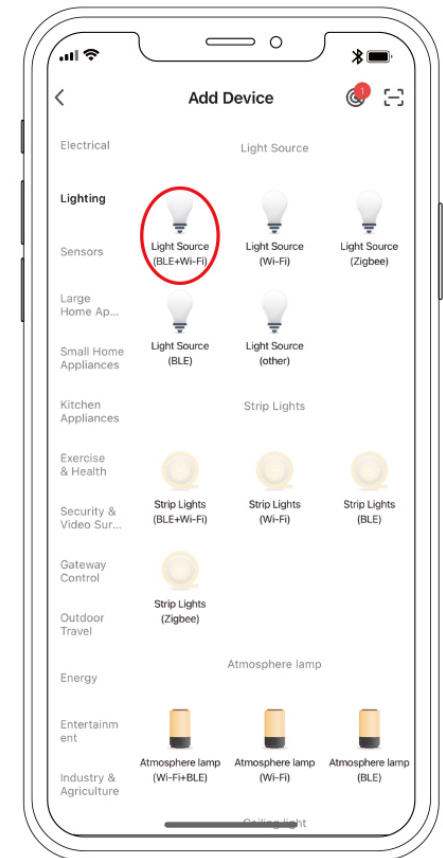 Add Device
1
Electrical
Lighting
Sensors
Large
Home Ap...
Small Home
Appliances
Kitchen
Appliances
Exercise
& Health
Security &
Video Sur...
Gateway
Control
Outdoor
Travel
Energy
Entertainm
ent
Industry &
Agriculture
Light Source
Light Source
(BLE+Wi-Fi)
Light Source
(Wi-Fi)
Light Source
(Zigbee)
Light Source
(BLE)
Light Source
(other)
Strip Lights
Strip Lights
(BLE+Wi-Fi)
Strip Lights
(Wi-Fi)
Strip Lights
(BLE)
Strip Lights
(Zigbee)
Atmosphere lamp
Atmosphere lamp
(Wi-Fi+BLE)
Atmosphere lamp
(Wi-Fi)
Atmosphere lamp
(BLE)
Ceiling light